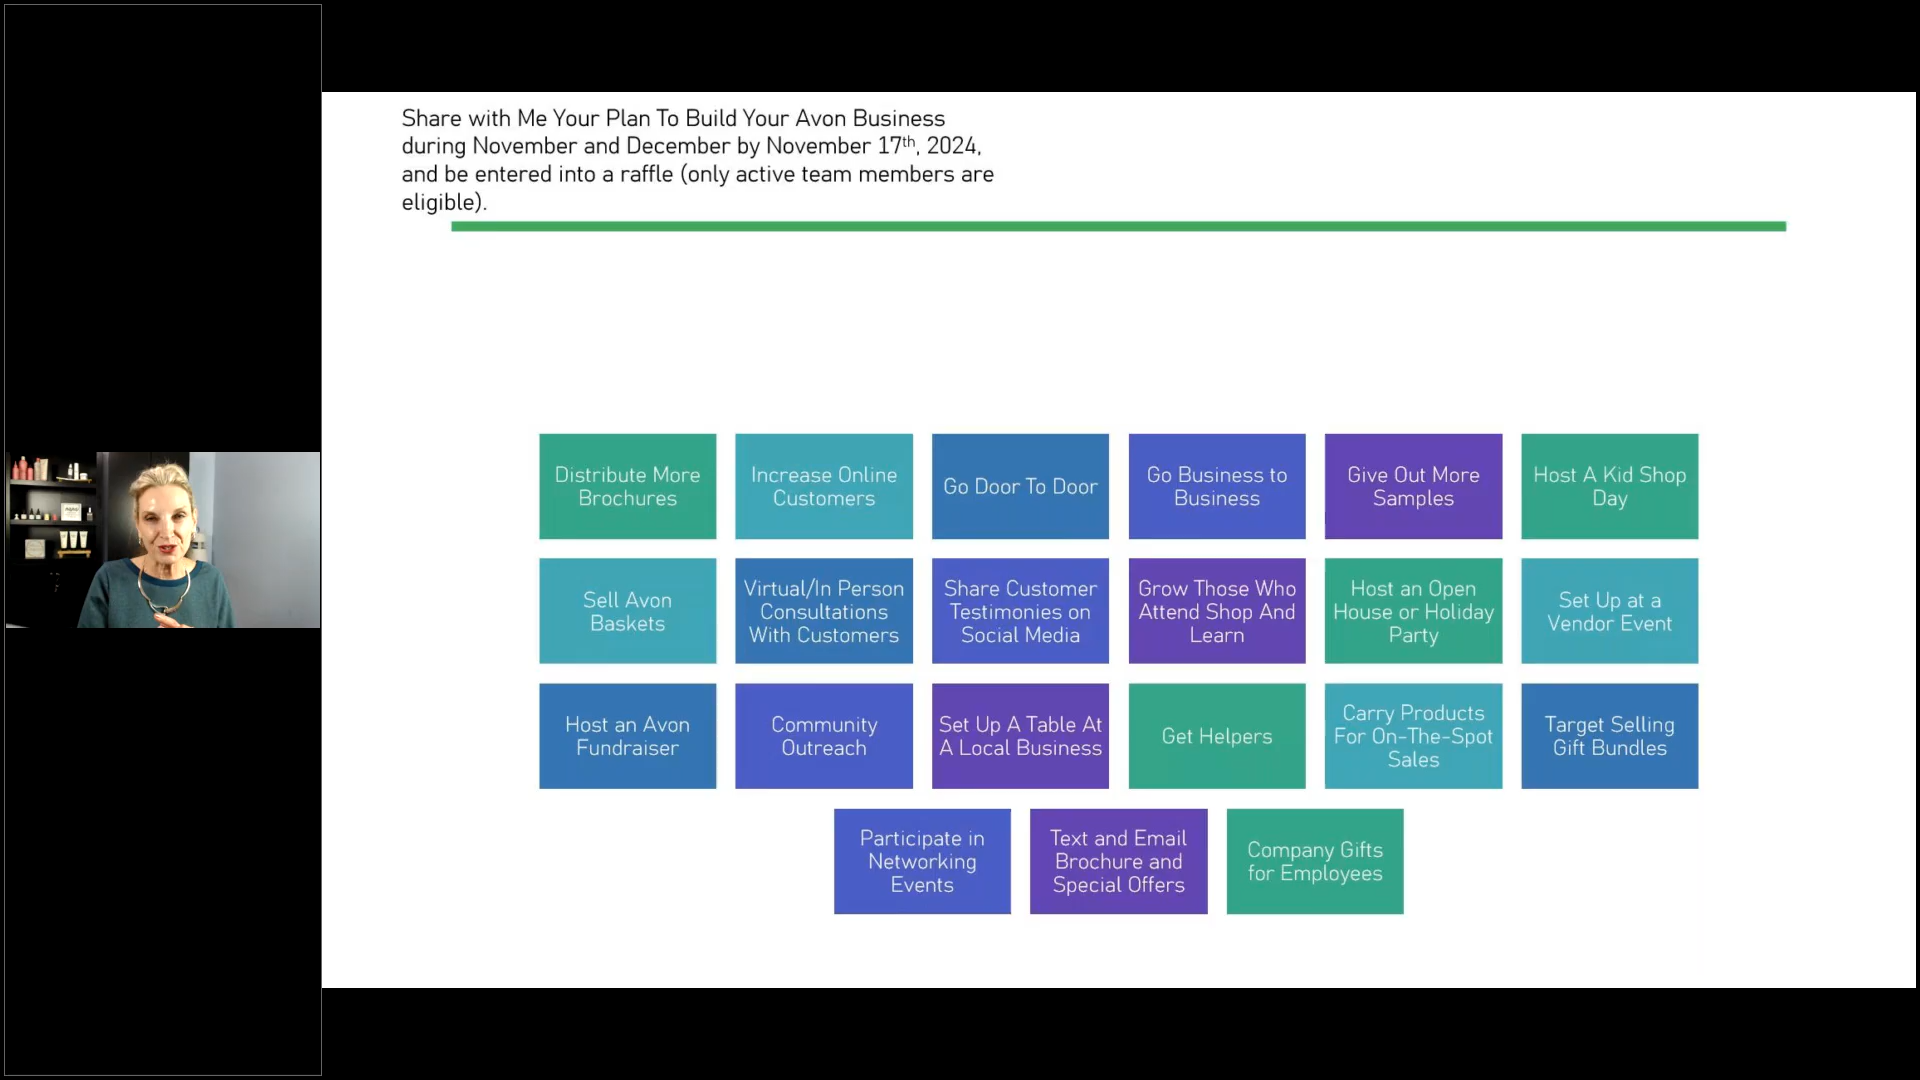 Share with Me Your Plan To Build Your Avon Business
during November and December by November 17th, 2024,
and be entered into a raffle (only active team members are
eligible).
Distribute More
Brochures
Increase Online
Customers
Go Door To Door
Go Business to
Business
Give Out More
Samples
Host A Kid Shop
Day
Sell Avon
Baskets
Virtual/In Person
Consultations
With Customers
Share Customer
Testimonies on
Social Media
Grow Those Who
Attend Shop And
Learn
Host an Open
House or Holiday
Party
Set Up at a
Vendor Event
Host an Avon
Fundraiser
Community
Outreach
Set Up A Table At
A Local Business
Get Helpers
Carry Products
For On-The-Spot
Sales
Target Selling
Gift Bundles
Participate in
Networking
Events
Text and Email
Brochure and
Special Offers
Company Gifts
for Employees